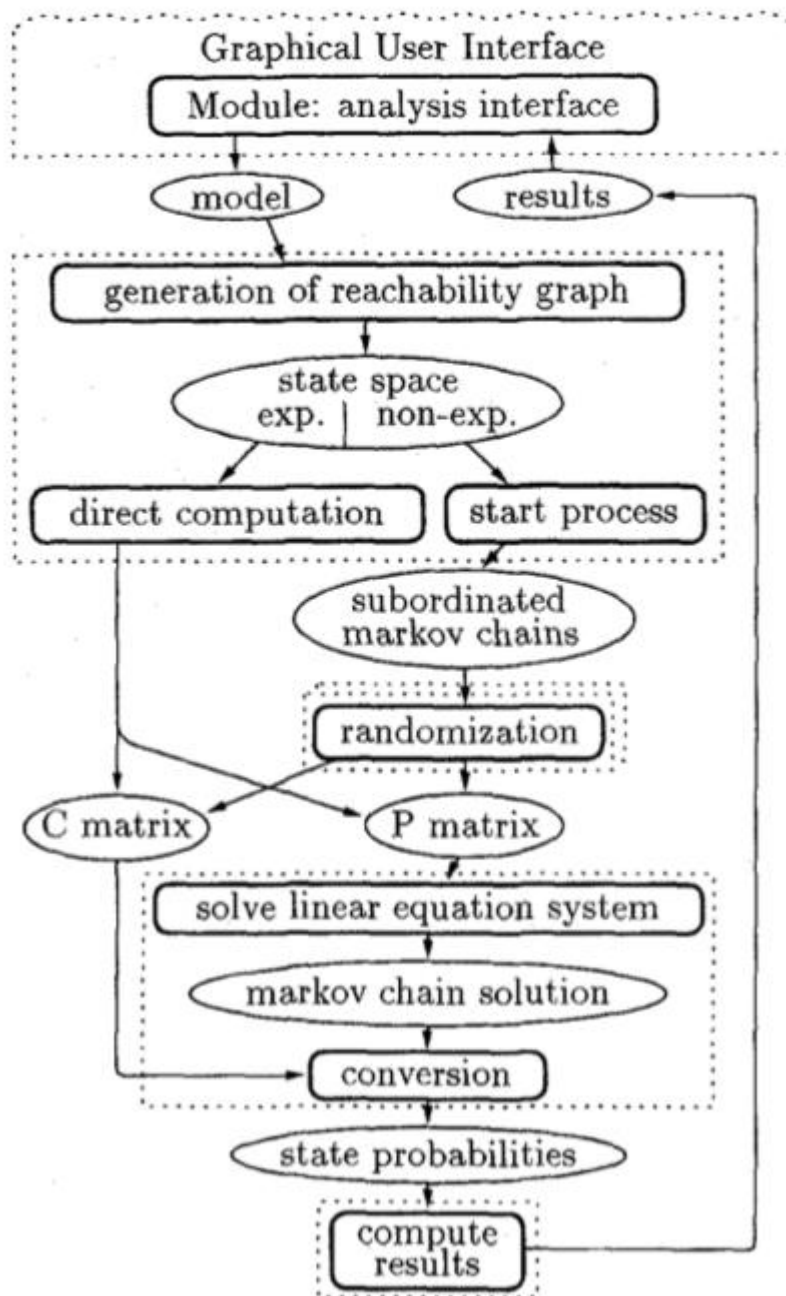 Graphical User Interface
Module: analysis interface
model
results
generation of reachability graph
state space
exp. non-exp.
direct computation
start process
subordinated
markov chains
randomization
C matrix
P matrix
solve linear equation system
markov chain solution
conversion
state probabilities
compute
results